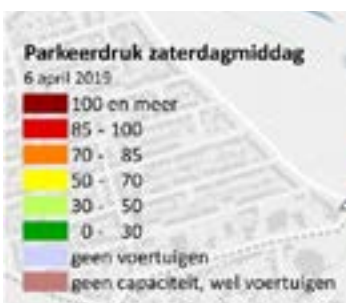 Parkeerdruk zaterdagmiddag
6 april 2019
100 en meer
85 - 100
70 - 85
50 - 70
30 - 50
0 - 30
geen voertuigen
geen capaciteit, wel voertuigen